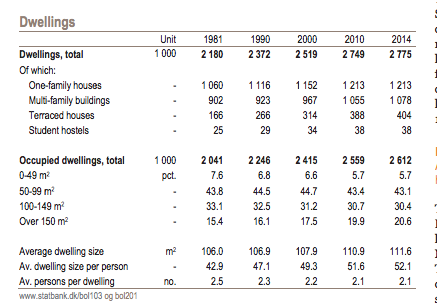 Dwellings
Unit 1981 1990 2000 2010 2014
Dwellings, total 1 000 2 180 2 372 2 519 2 749 2 775
Of which:
One-family houses - 1 060 1 116 1 152 1 213 1 213
Multi-family buildings - 902 923 967 1 055 1 078
Terraced houses - 166 266 314 388 404
Student hostels - 25 29 34 38 38
Occupied dwellings, total 1 000 2 041 2 246 2 415 2 559 2 612
0-49 m² pct. 7.6 6.8 6.6 5.7 5.7
50-99 m² - 43.8 44.5 44.7 43.4 43.1
100-149 m² - 33.1 32.5 31.2 30.7 30.4
Over 150 m² - 15.4 16.1 17.5 19.9 20.6
Average dwelling size m² 106.0 106.9 107.9 110.9 111.6
Av. dwelling size per person - 42.9 47.1 49.3 51.6 52.1
Av. persons per dwelling no. 2.5 2.3 2.2 2.1 2.1
www.statbank.dk/bol103 og bol201